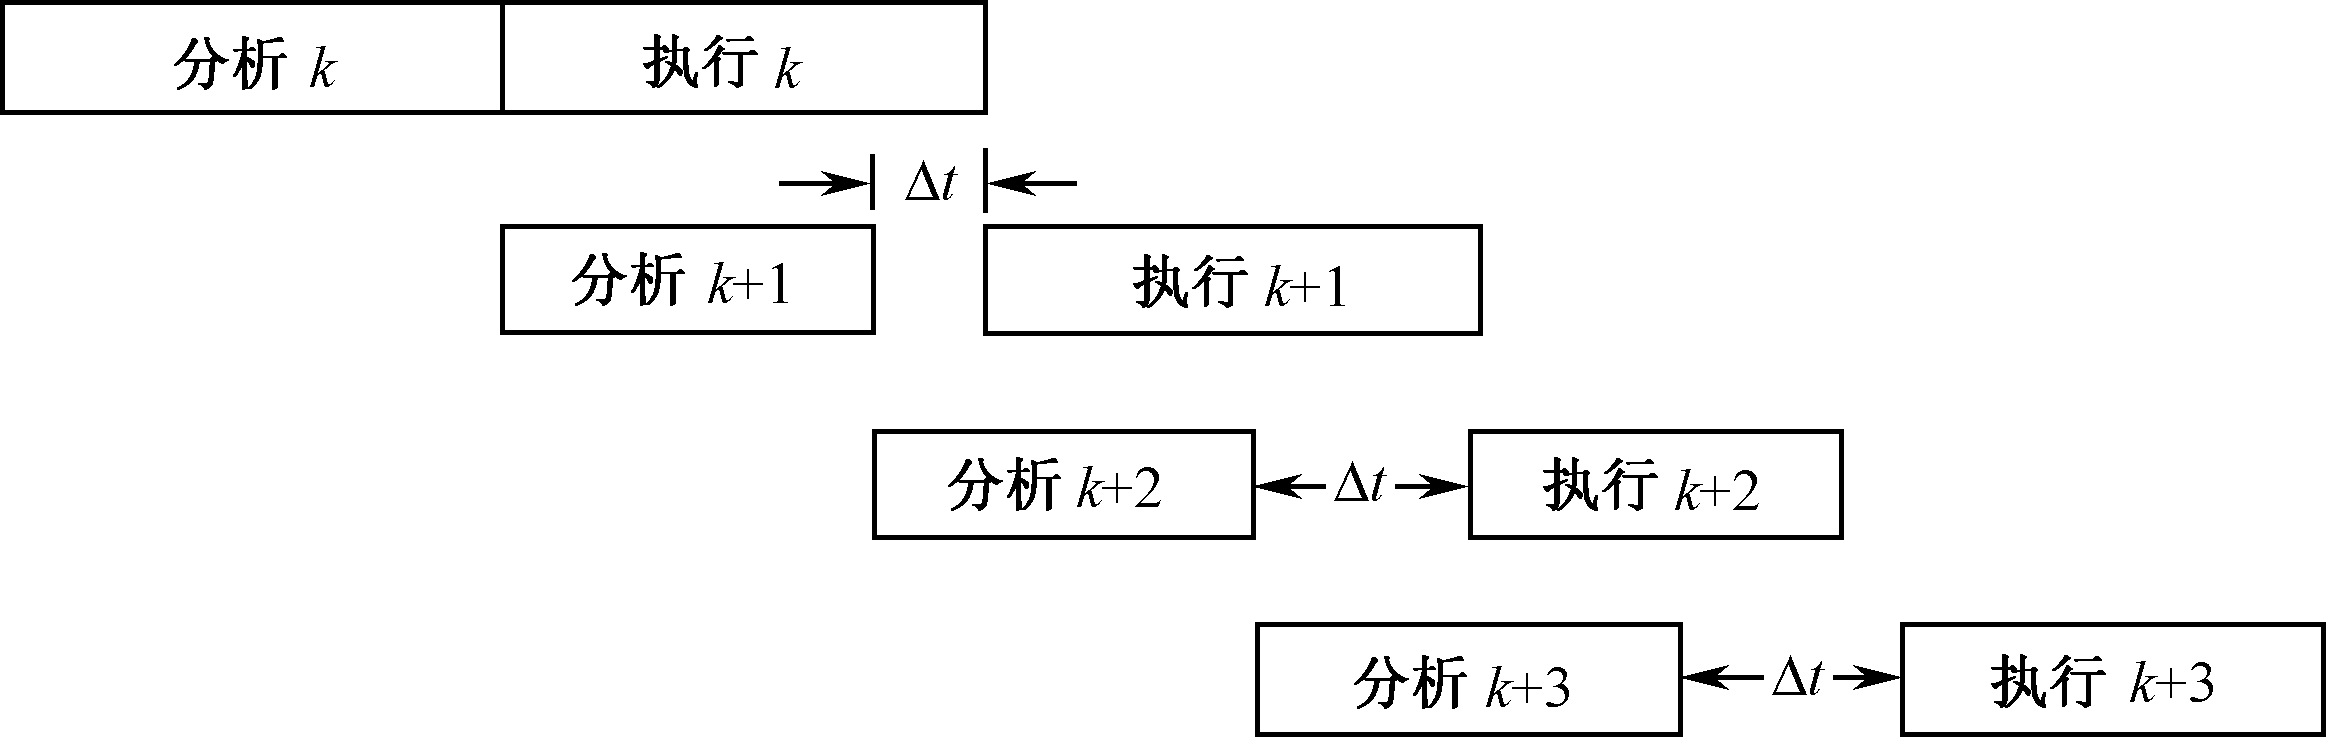 分析 k 执行 k
Δt
分析 k+1 执行 k+1
分析 k+2 Δt 执行 k+2
分析 k+3 Δt 执行 k+3